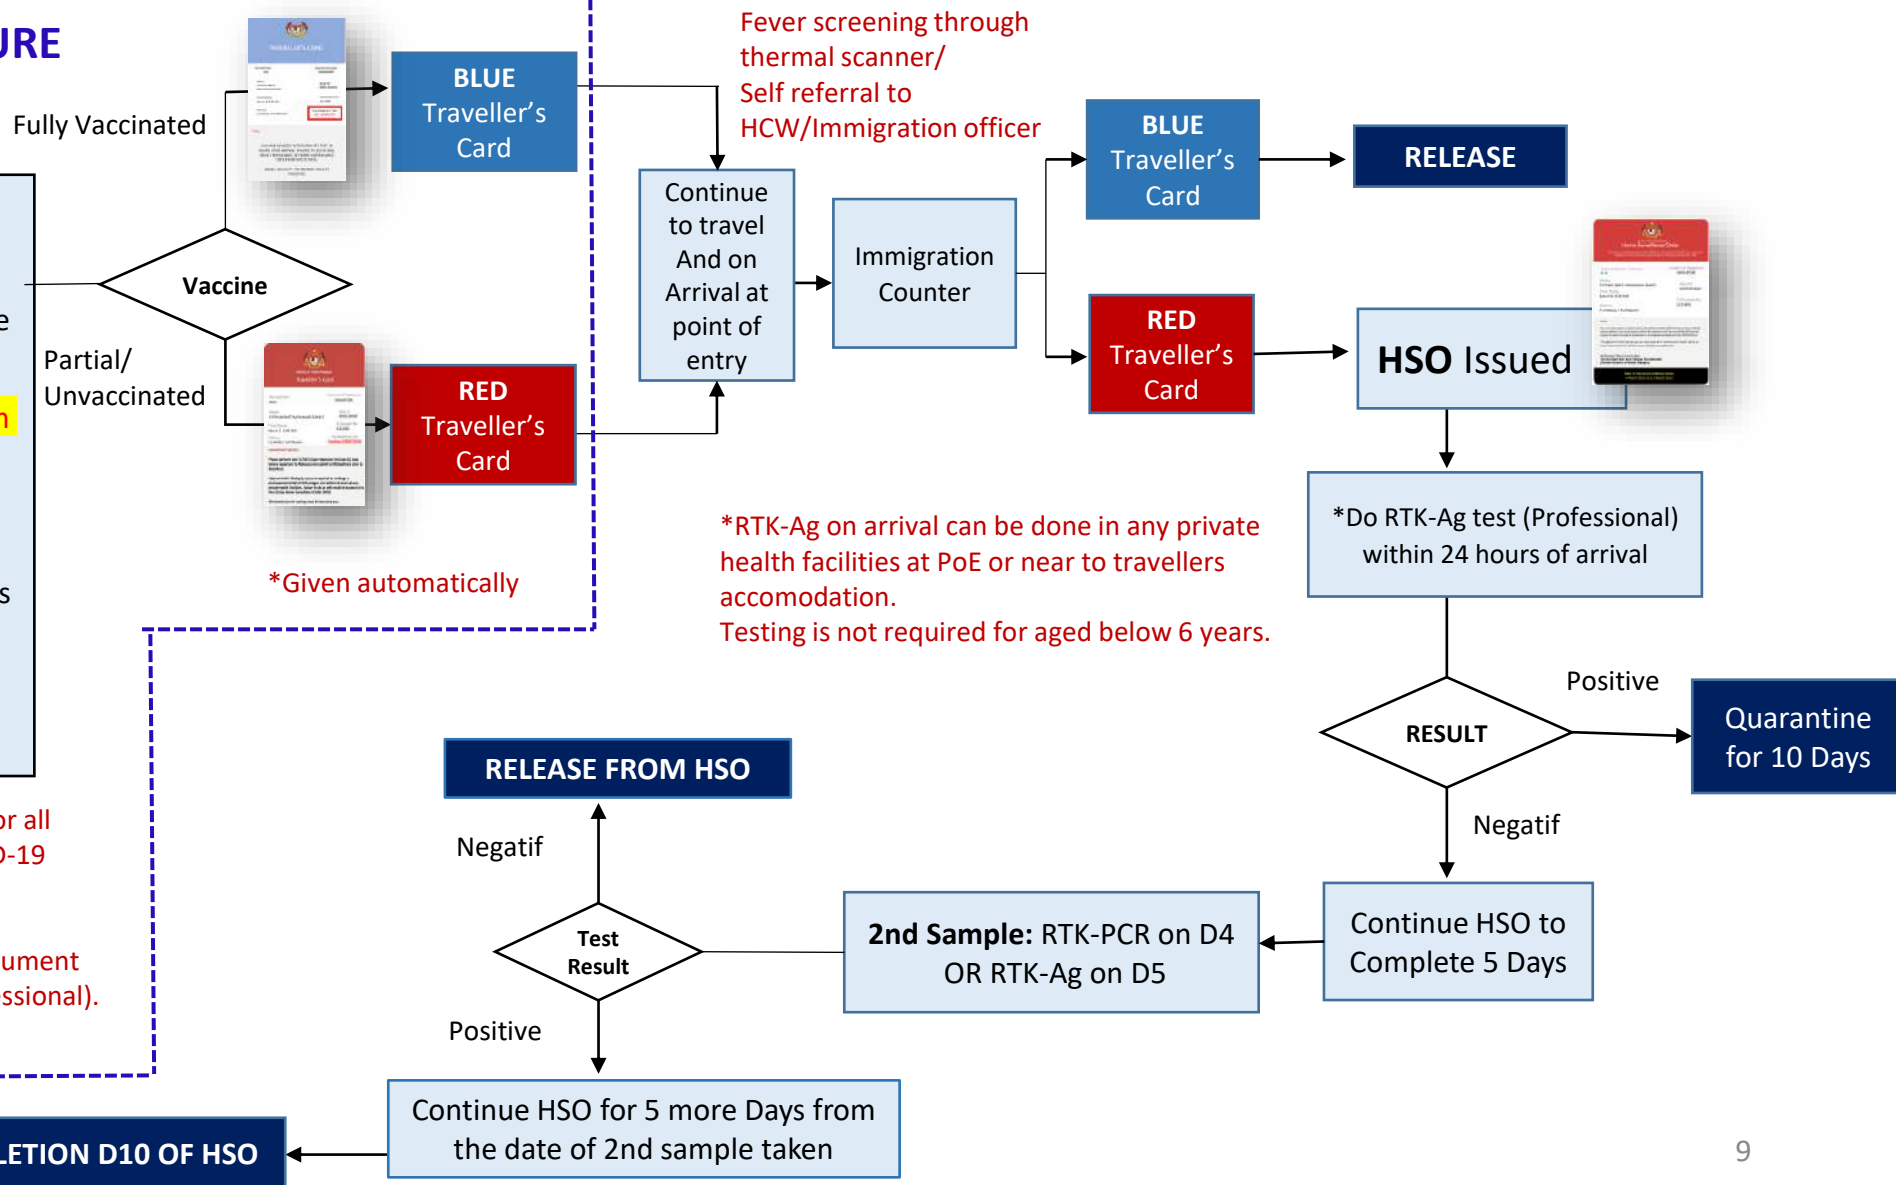 Fully Vaccinated
BLUE
Traveller's
Card
Vaccine
Partial/
Unvaccinated
RED
Traveller's
Card
*Given automatically
Fever screening through
thermal scanner/
Self referral to
HCW/Immigration officer
Continue
to travel
And on
Arrival at
point of
entry
Immigration
Counter
BLUE
Traveller's
Card
RELEASE
RED
Traveller's
Card
HSO Issued
*RTK-Ag on arrival can be done in any private
health facilities at PoE or near to travellers
accomodation.
Testing is not required for aged below 6 years.
*Do RTK-Ag test (Professional)
within 24 hours of arrival
RESULT
Positive
Quarantine
for 10 Days
Negatif
Continue HSO to
Complete 5 Days
2nd Sample: RTK-PCR on D4
OR RTK-Ag on D5
Test
Result
Negatif
RELEASE FROM HSO
Positive
Continue HSO for 5 more Days from
the date of 2nd sample taken
D10 OF HSO
or all
9